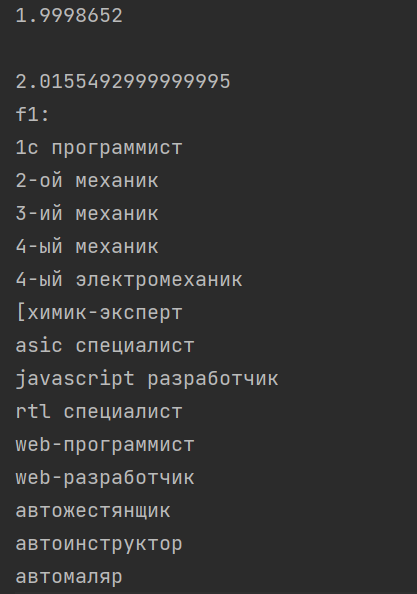 1.9998652
2.0155492999999995
f1:
1с программист
2-ой механик
3-ий механик
4-ый механик
4-ый электромеханик
[химик-эксперт
asic специалист
javascript разработчик
rtl специалист
web-программист
web-разработчик
автожестянщик
автоинструктор
автомаляр